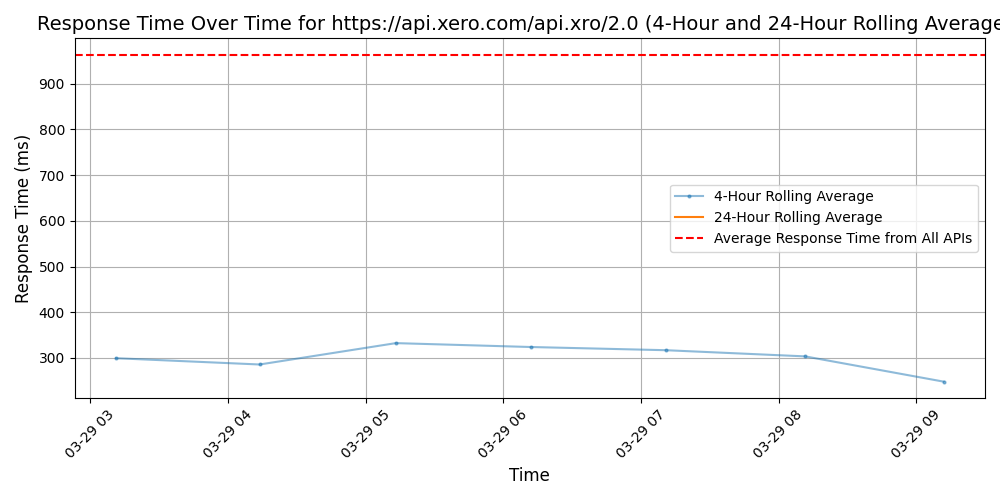 Response Time Over Time for https://api.xero.com/api.xro/2.0 (4-Hour and 24-Hour Rolling Average
900
800
700
600
500
400
300
Response Time (ms)
4-Hour Rolling Average
24-Hour Rolling Average
Average Response Time from All APIs
03-29 03
03-29 04
03-29 05
03-29 06
03-29 07
03-29 08
03-29 09
Time